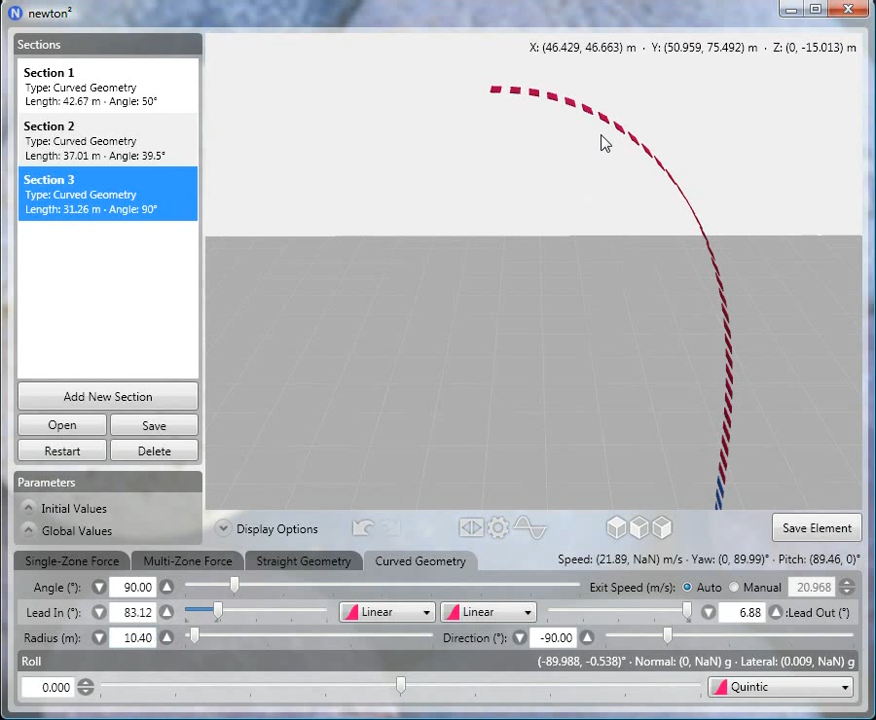 newton²
Sections
X: (46.429, 46.663) m · Y: (50.959, 75.492) m · Z: (0, -15.013) m
Section 1
Type: Curved Geometry
Length: 42.67 m · Angle: 50°
Section 2
Type: Curved Geometry
Length: 37.01 m · Angle: 39.5°
Section 3
Type: Curved Geometry
Length: 31.26 m · Angle: 90°
Add New Section
Open Save
Restart Delete
Parameters
Initial Values
Global Values
Display Options
Save Element
Single-Zone Force Multi-Zone Force Straight Geometry Curved Geometry Speed: (21.89, NaN) m/s · Yaw: (0, 89.99)° · Pitch: (89.46, 0)°
Angle (°): 90.00 Exit Speed (m/s): Auto Manual 20.968
Lead In (°): 83.12 Linear Linear 6.88 :Lead Out (°)
Radius (m): 10.40 Direction (°): -90.00
Roll (-89.988, -0.538)° · Normal: (0, NaN) g · Lateral: (0.009, NaN) g
0.000 Quintic